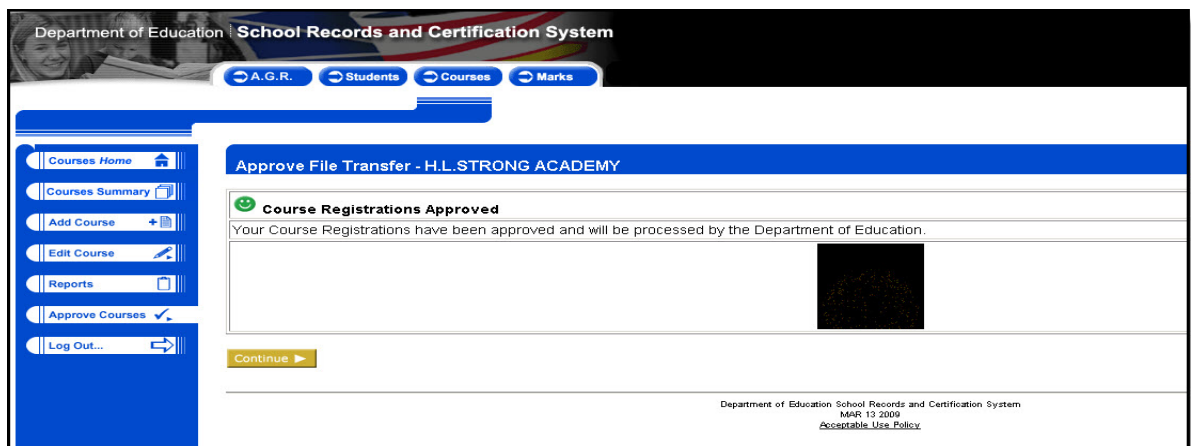 Department of Education School Records and Certification System
A.G.R. Students Courses Marks
Courses Home
Courses Summary
Add Course
Edit Course
Reports
Approve Courses
Log Out...
Approve File Transfer - H.L.STRONG ACADEMY
Course Registrations Approved
Your Course Registrations have been approved and will be processed by the Department of Education.
Continue
Department of Education School Records and Certification System
MAR 13 2009
Acceptable Use Policy